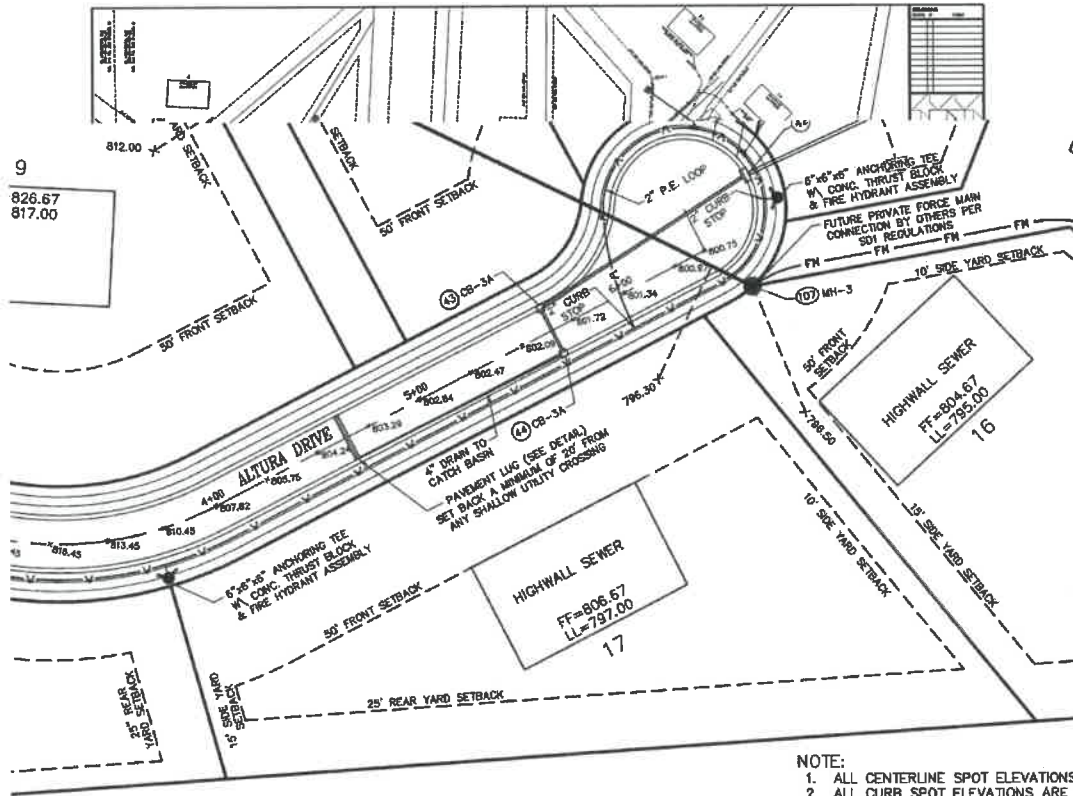 812.00
SETBACK
9
826.67
817.00
50' FRONT SETBACK
50' FRONT SETBACK
2" P.E. LOOP
2" CURB
STOP
6"x6"x6" ANCHORING TEE
W\ CONC. THRUST BLOCK
& FIRE HYDRANT ASSEMBLY
FUTURE PRIVATE FORCE MAIN
CONNECTION BY OTHERS PER
SD1 REGULATIONS
FM FM FM FM
10' SIDE YARD SETBACK
107 MH-3
800.75
6+00
801.34
43 CB-3A
2" CURB
STOP
802.09
802.47
5+00
802.84
803.29
ALTURA DRIVE
4+00
805.75
807.82
810.45
813.45
44 CB-3A
4" DRAIN TO
CATCH BASIN
PAVEMENT LUG (SEE DETAIL)
SET BACK A MINIMUM OF 20' FROM
ANY SHALLOW UTILITY CROSSING
796.30
50' FRONT
SETBACK
HIGHWALL SEWER
FF=804.67
LL=795.00
16
15' SIDE YARD SETBACK
10' SIDE YARD SETBACK
6"x6"x6" ANCHORING TEE
W\ CONC. THRUST BLOCK
& FIRE HYDRANT ASSEMBLY
50' FRONT SETBACK
HIGHWALL SEWER
FF=806.67
LL=797.00
17
25' REAR
YARD SETBACK
15' SIDE YARD
SETBACK
25' REAR YARD SETBACK
NOTE:
1. ALL CENTERLINE SPOT ELEVATIONS
2. ALL CURB SPOT ELEVATIONS ARE